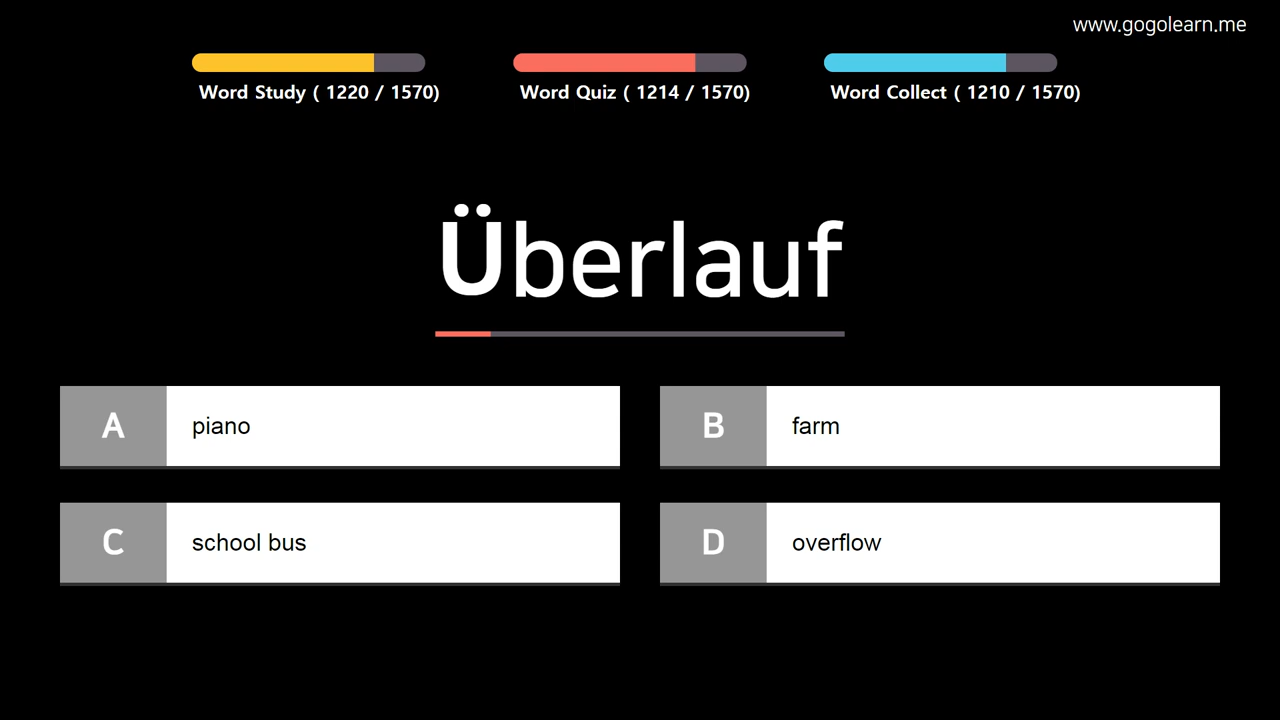 www.gogolearn.me
Word Study ( 1220 / 1570)
Word Quiz ( 1214 / 1570)
Word Collect ( 1210 / 1570)
Überlauf
A piano
B farm
C school bus
D overflow